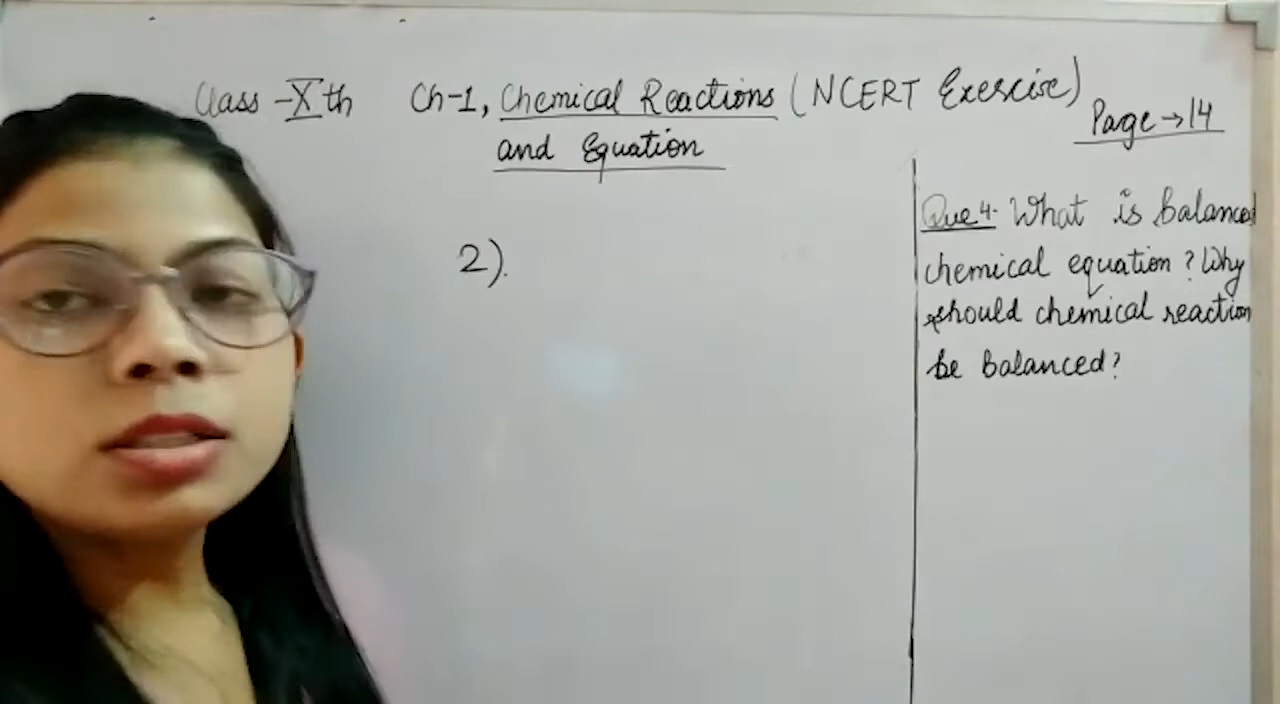 Class -Xth Ch-1, Chemical Reactions (NCERT Exercise)
and Equation
Page→14
2).
Que 4. What is balanced
chemical equation? Why
should chemical reaction
be balanced?